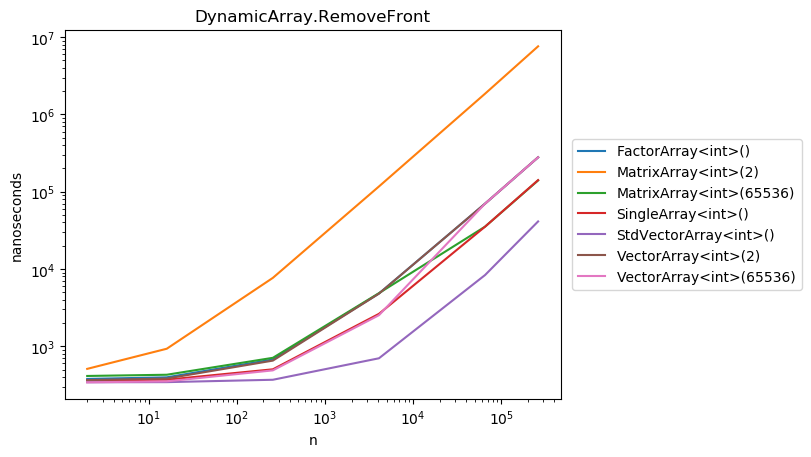 DynamicArray.RemoveFront
nanoseconds
10^7
10^6
10^5
10^4
10^3
10^1
10^2
10^3
10^4
10^5
n
FactorArray<int>()
MatrixArray<int>(2)
MatrixArray<int>(65536)
SingleArray<int>()
StdVectorArray<int>()
VectorArray<int>(2)
VectorArray<int>(65536)